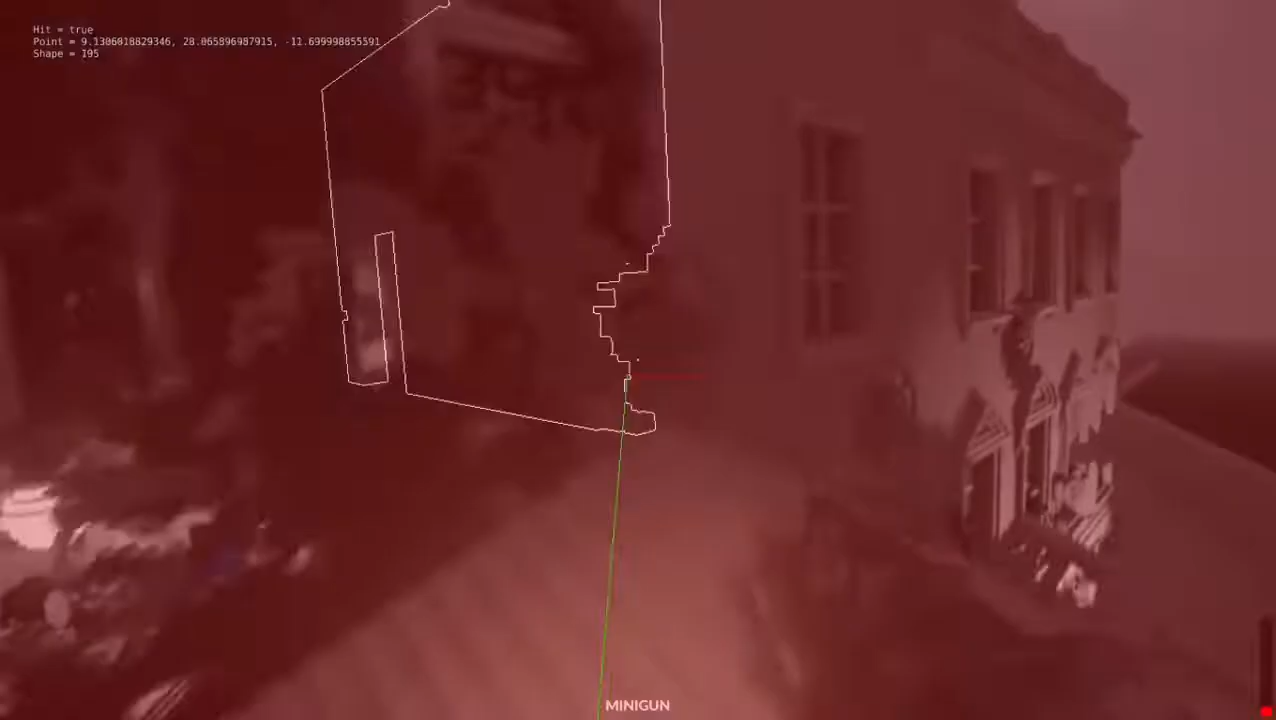 Hit = true
Point = 9.1306018829346, 28.065896987915, -11.699998855591
Shape = 195
MINIGUN